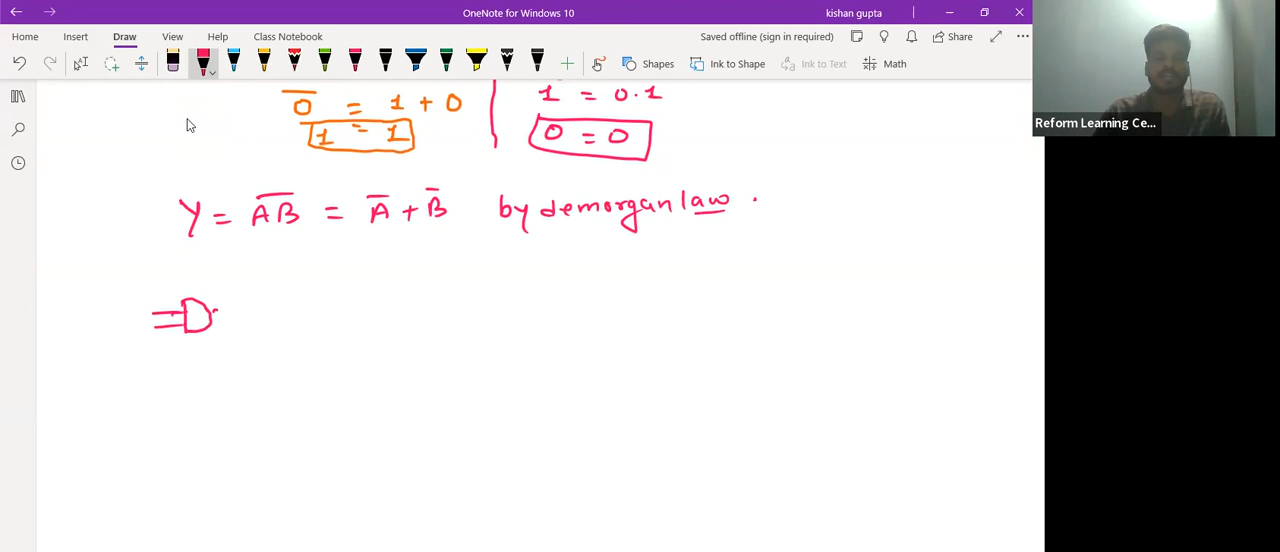 OneNote for Windows 10
kishan gupta
Home Insert Draw View Help Class Notebook
Saved offline (sign in required)
Share
Shapes
Ink to Shape
Ink to Text
Math
Reform Learning Ce...
0̅ = 1 + 0
1 = 1
1 = 0.1
0 = 0
Y = A̅B̅ = A̅ + B̅ by demorgan law .